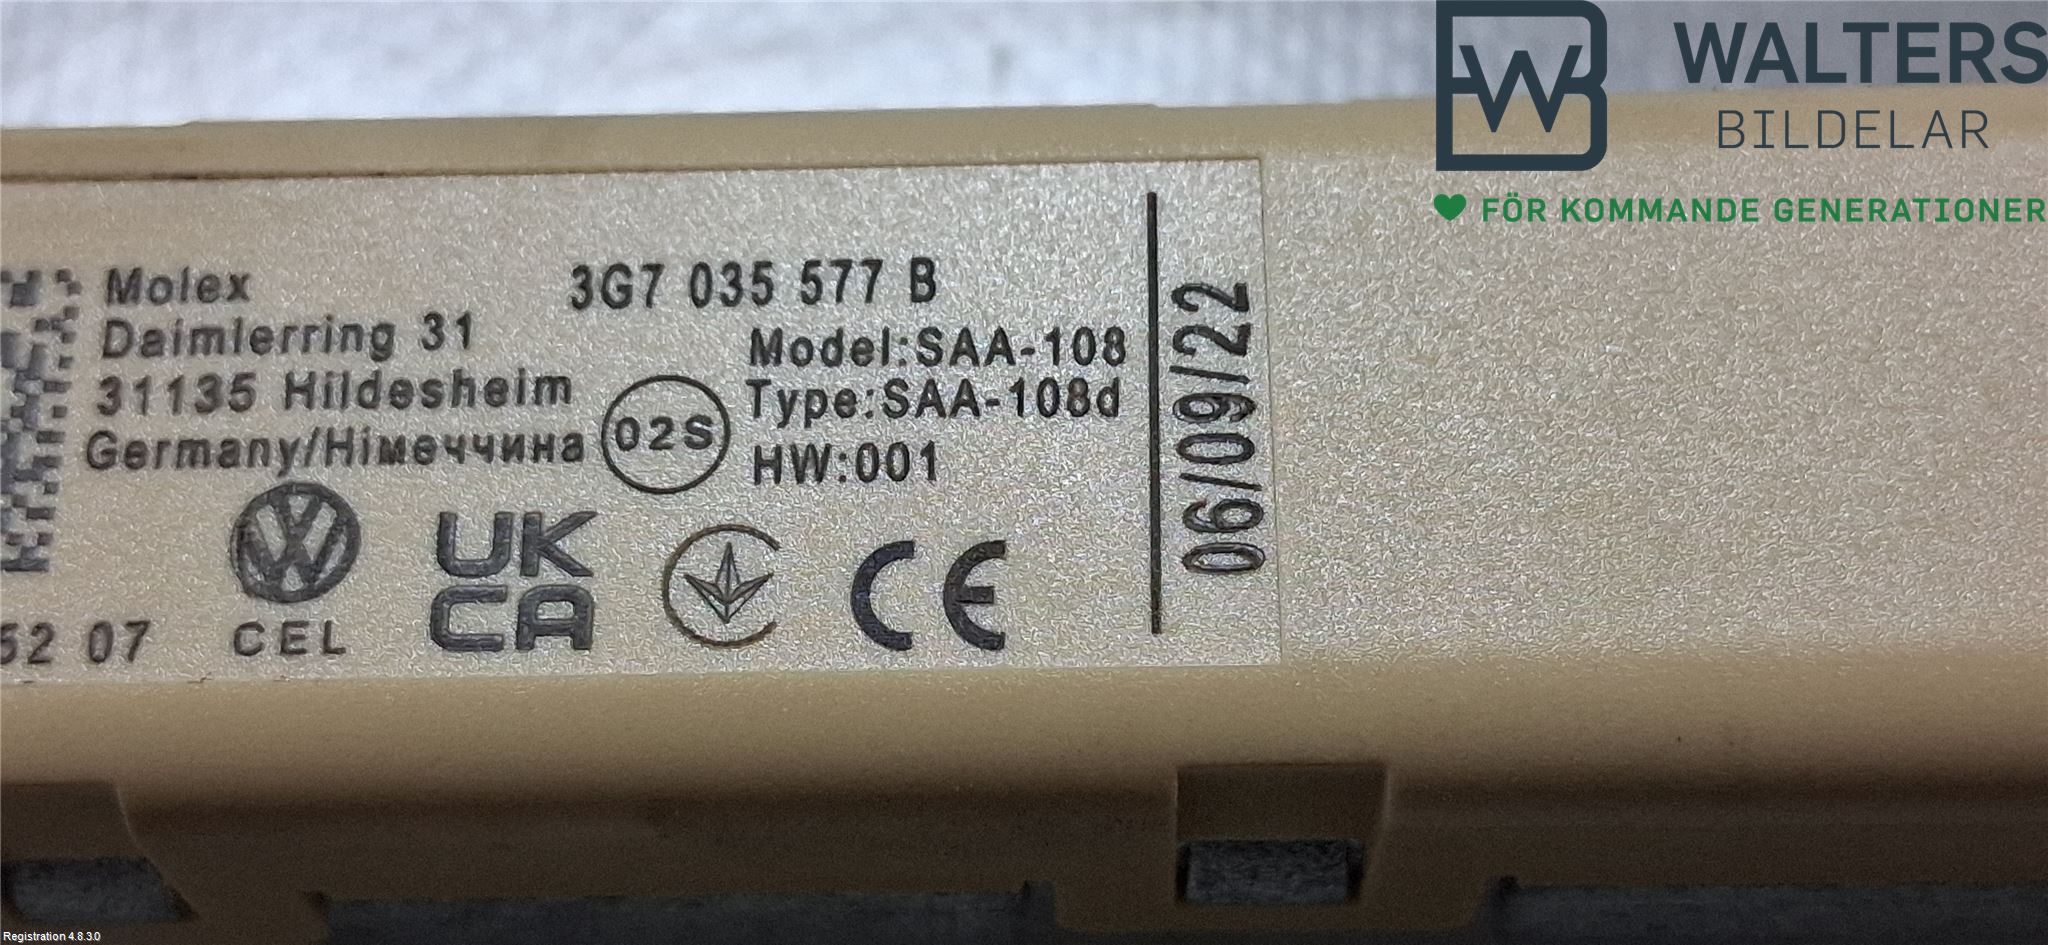 WALTERS
BILDELAR
FÖR KOMMANDE GENERATIONER
Molex
Daimlerring 31
31135 Hildesheim
Germany/Німеччина
3G7 035 577 B
Model:SAA-108
Type:SAA-108d
HW:001
02S
06/09/22
52 07
CEL
UK
CA
CE
Registration 4.8.3.0